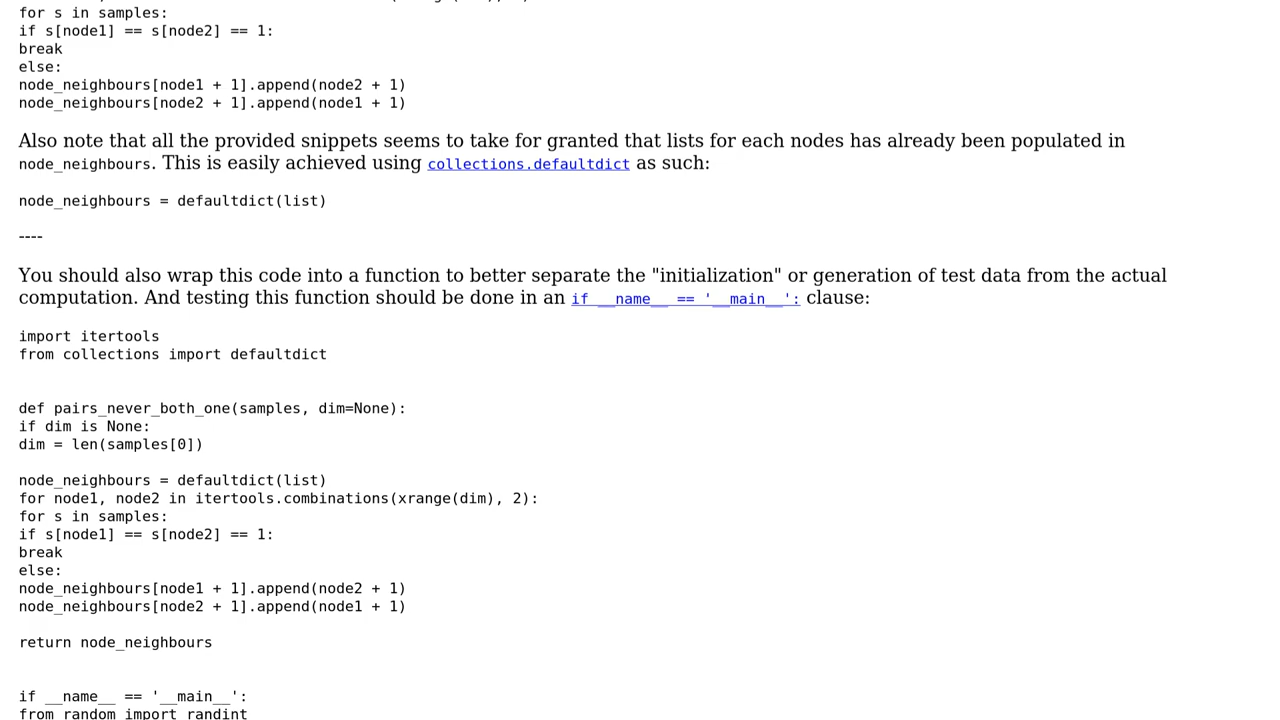 for s in samples:
if s[node1] == s[node2] == 1:
break
else:
node_neighbours[node1 + 1].append(node2 + 1)
node_neighbours[node2 + 1].append(node1 + 1)
Also note that all the provided snippets seems to take for granted that lists for each nodes has already been populated in
node_neighbours. This is easily achieved using collections.defaultdict as such:
node_neighbours = defaultdict(list)
----
You should also wrap this code into a function to better separate the "initialization" or generation of test data from the actual
computation. And testing this function should be done in an if __name__ == '__main__': clause:
import itertools
from collections import defaultdict
def pairs_never_both_one(samples, dim=None):
if dim is None:
dim = len(samples[0])
node_neighbours = defaultdict(list)
for node1, node2 in itertools.combinations(xrange(dim), 2):
for s in samples:
if s[node1] == s[node2] == 1:
break
else:
node_neighbours[node1 + 1].append(node2 + 1)
node_neighbours[node2 + 1].append(node1 + 1)
return node_neighbours
if __name__ == '__main__':
from random import randint